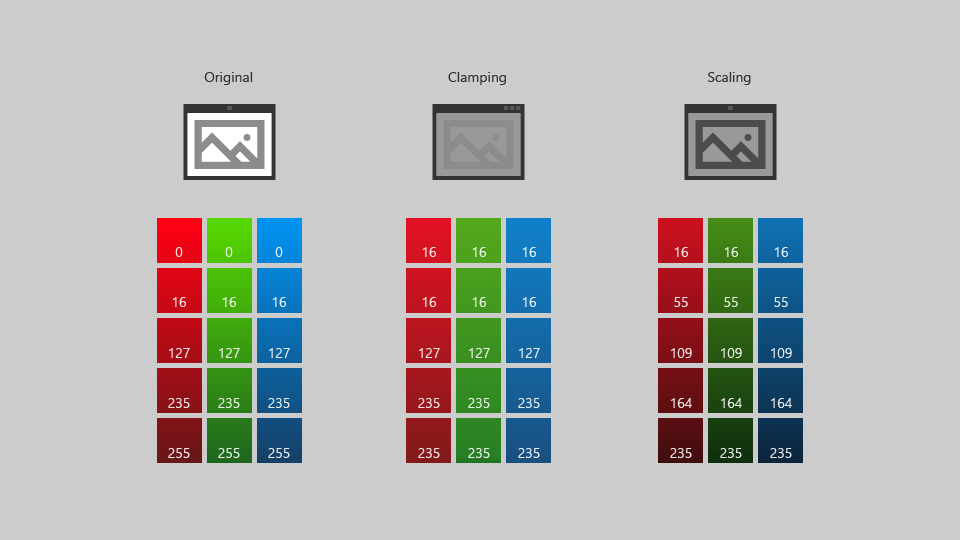 Original Clamping Scaling
0 0 0 16 16 16 16 16 16
16 16 16 16 16 16 55 55 55
127 127 127 127 127 127 109 109 109
235 235 235 235 235 235 164 164 164
255 255 255 235 235 235 235 235 235